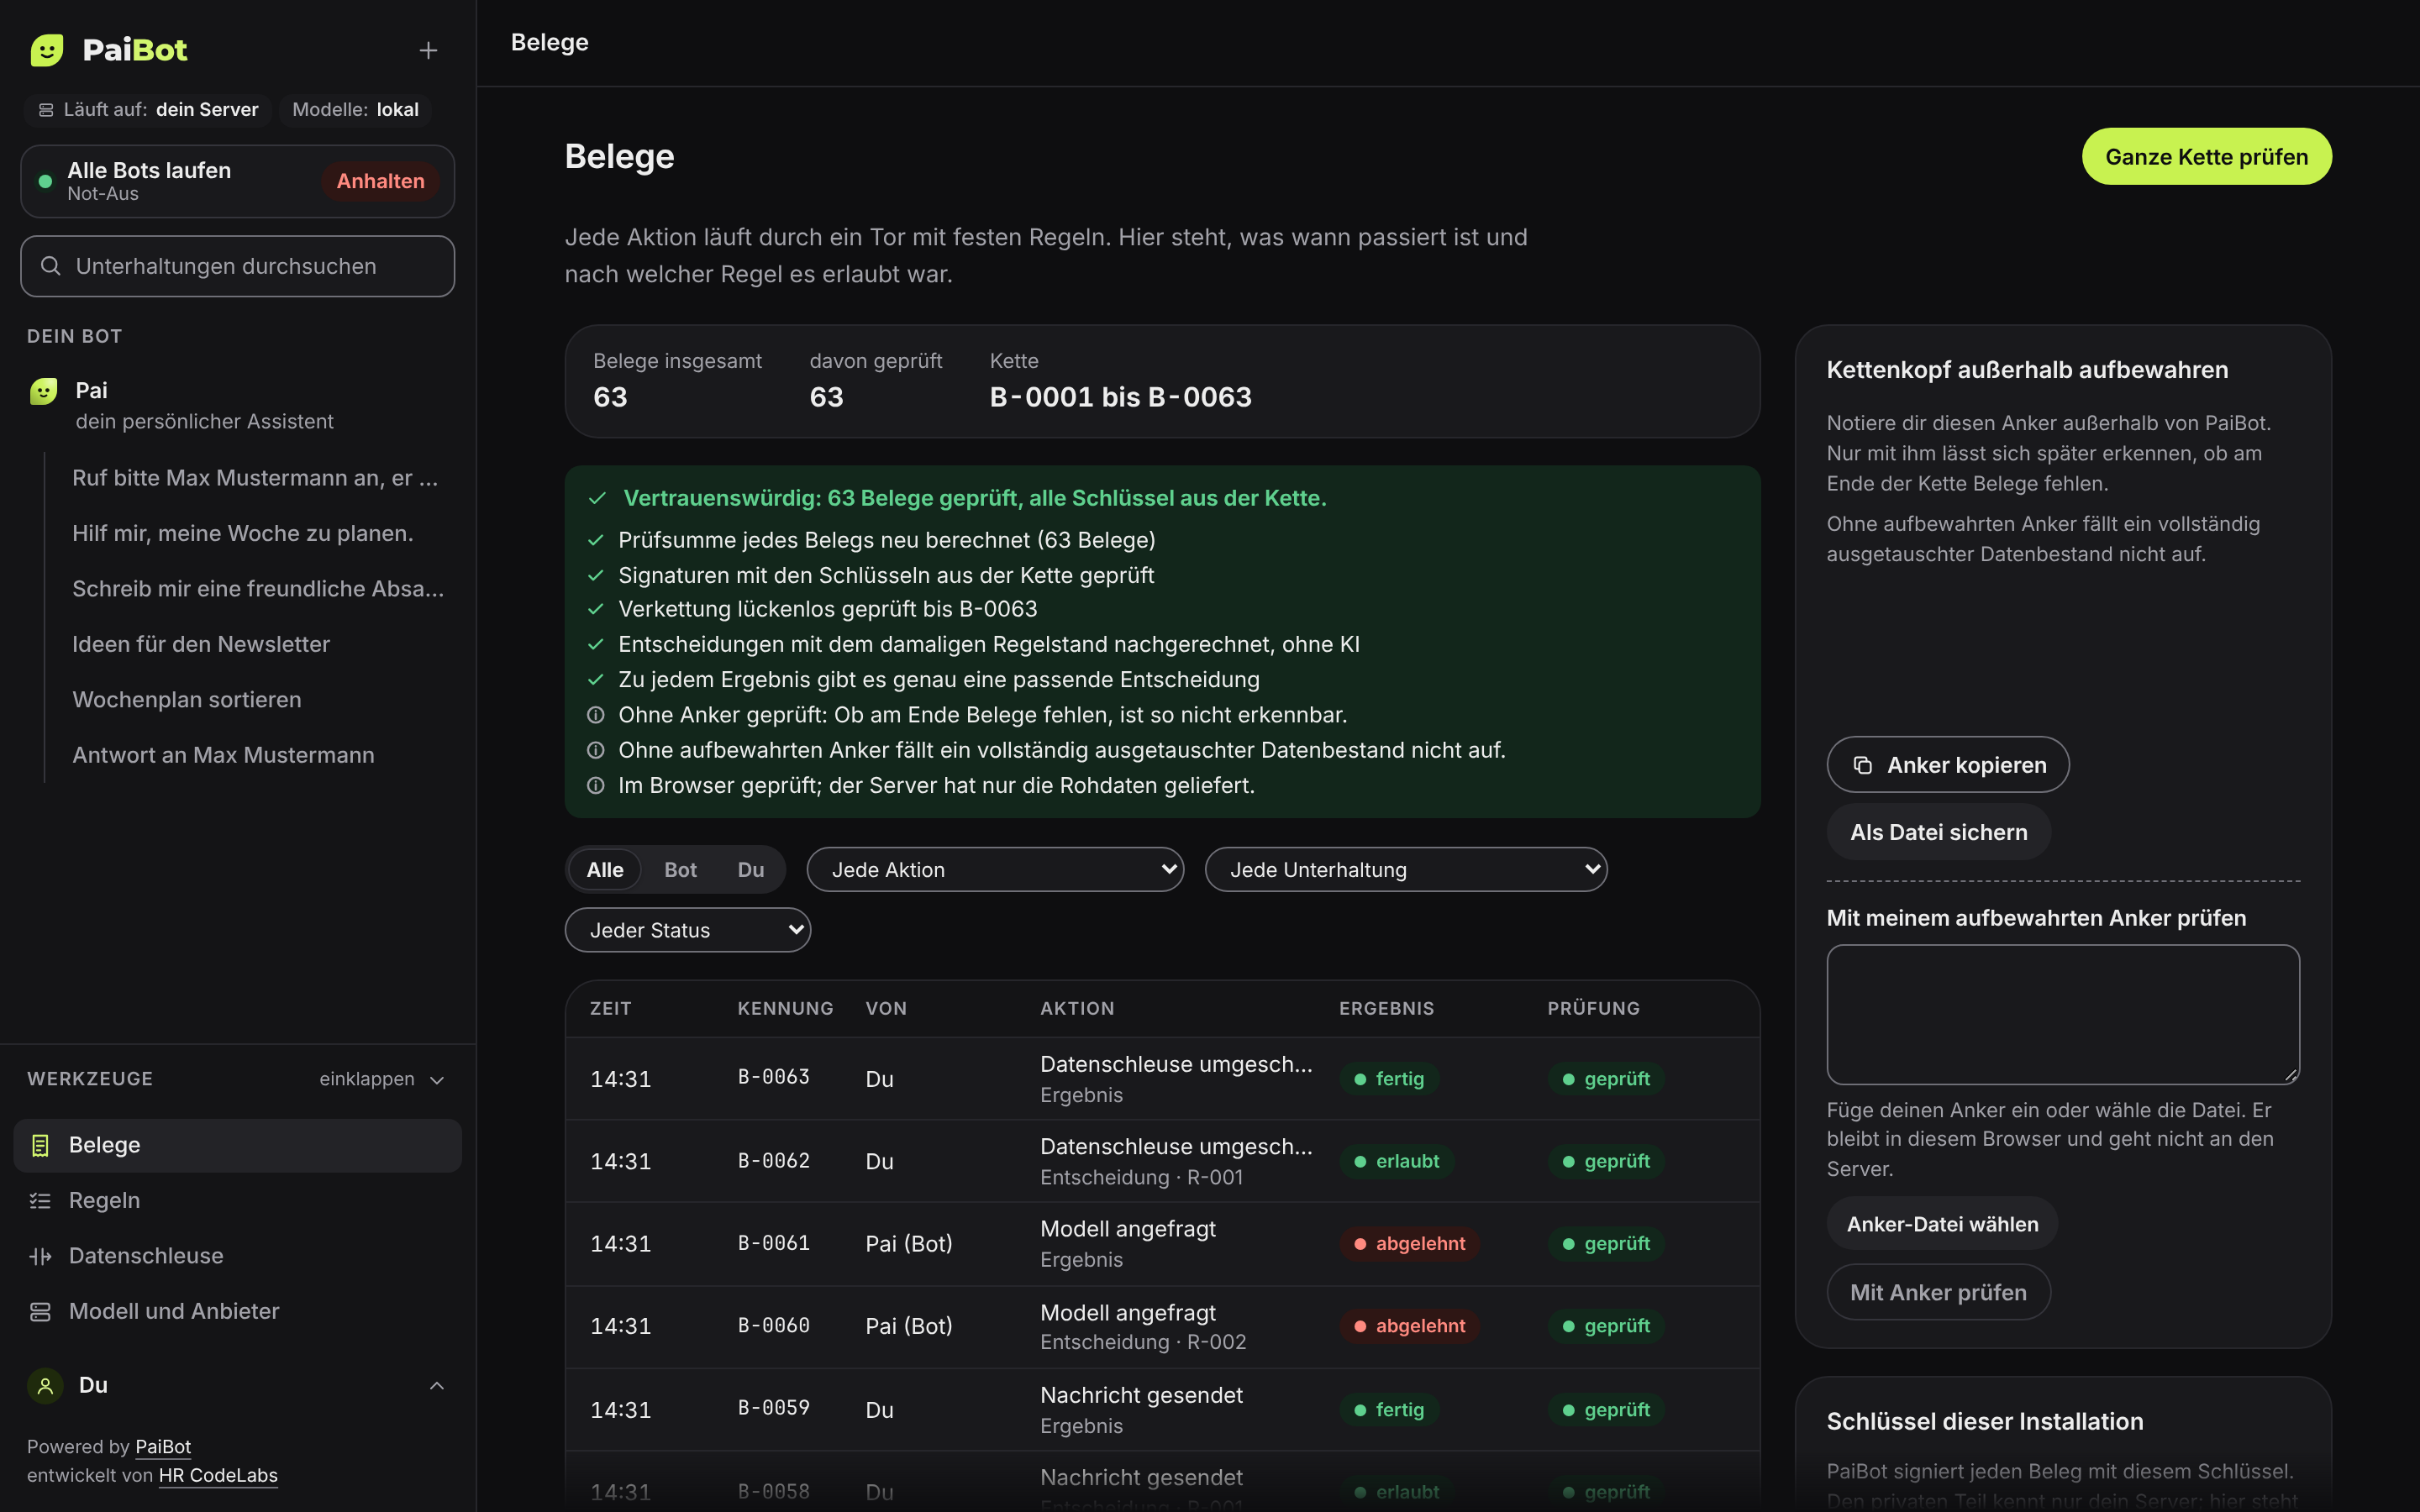 PaiBot
Läuft auf: dein Server
Modelle: lokal
Alle Bots laufen
Not-Aus
Anhalten
Unterhaltungen durchsuchen
DEIN BOT
Pai
dein persönlicher Assistent
Ruf bitte Max Mustermann an, er ...
Hilf mir, meine Woche zu planen.
Schreib mir eine freundliche Absa...
Ideen für den Newsletter
Wochenplan sortieren
Antwort an Max Mustermann
WERKZEUGE
einklappen
Belege
Regeln
Datenschleuse
Modell und Anbieter
Du
Powered by PaiBot
entwickelt von HR CodeLabs
Belege
Belege
Ganze Kette prüfen
Jede Aktion läuft durch ein Tor mit festen Regeln. Hier steht, was wann passiert ist und
nach welcher Regel es erlaubt war.
Belege insgesamt
63
davon geprüft
63
Kette
B-0001 bis B-0063
Vertrauenswürdig: 63 Belege geprüft, alle Schlüssel aus der Kette.
Prüfsumme jedes Belegs neu berechnet (63 Belege)
Signaturen mit den Schlüsseln aus der Kette geprüft
Verkettung lückenlos geprüft bis B-0063
Entscheidungen mit dem damaligen Regelstand nachgerechnet, ohne KI
Zu jedem Ergebnis gibt es genau eine passende Entscheidung
Ohne Anker geprüft: Ob am Ende Belege fehlen, ist so nicht erkennbar.
Ohne aufbewahrten Anker fällt ein vollständig ausgetauschter Datenbestand nicht auf.
Im Browser geprüft; der Server hat nur die Rohdaten geliefert.
Alle Bot Du
Jede Aktion
Jede Unterhaltung
Jeder Status
ZEIT KENNUNG VON AKTION ERGEBNIS PRÜFUNG
14:31 B-0063 Du Datenschleuse umgesch... fertig geprüft
Ergebnis
14:31 B-0062 Du Datenschleuse umgesch... erlaubt geprüft
Entscheidung · R-001
14:31 B-0061 Pai (Bot) Modell angefragt abgelehnt geprüft
Ergebnis
14:31 B-0060 Pai (Bot) Modell angefragt abgelehnt geprüft
Entscheidung · R-002
14:31 B-0059 Du Nachricht gesendet fertig geprüft
Ergebnis
14:31 B-0058 Du Nachricht gesendet erlaubt geprüft
Entscheidung · R-001
Kettenkopf außerhalb aufbewahren
Notiere dir diesen Anker außerhalb von PaiBot.
Nur mit ihm lässt sich später erkennen, ob am
Ende der Kette Belege fehlen.
Ohne aufbewahrten Anker fällt ein vollständig
ausgetauschter Datenbestand nicht auf.
Anker kopieren
Als Datei sichern
Mit meinem aufbewahrten Anker prüfen
Füge deinen Anker ein oder wähle die Datei. Er
bleibt in diesem Browser und geht nicht an den
Server.
Anker-Datei wählen
Mit Anker prüfen
Schlüssel dieser Installation
PaiBot signiert jeden Beleg mit diesem Schlüssel.
Den privaten Teil kennt nur dein Server; hier steht